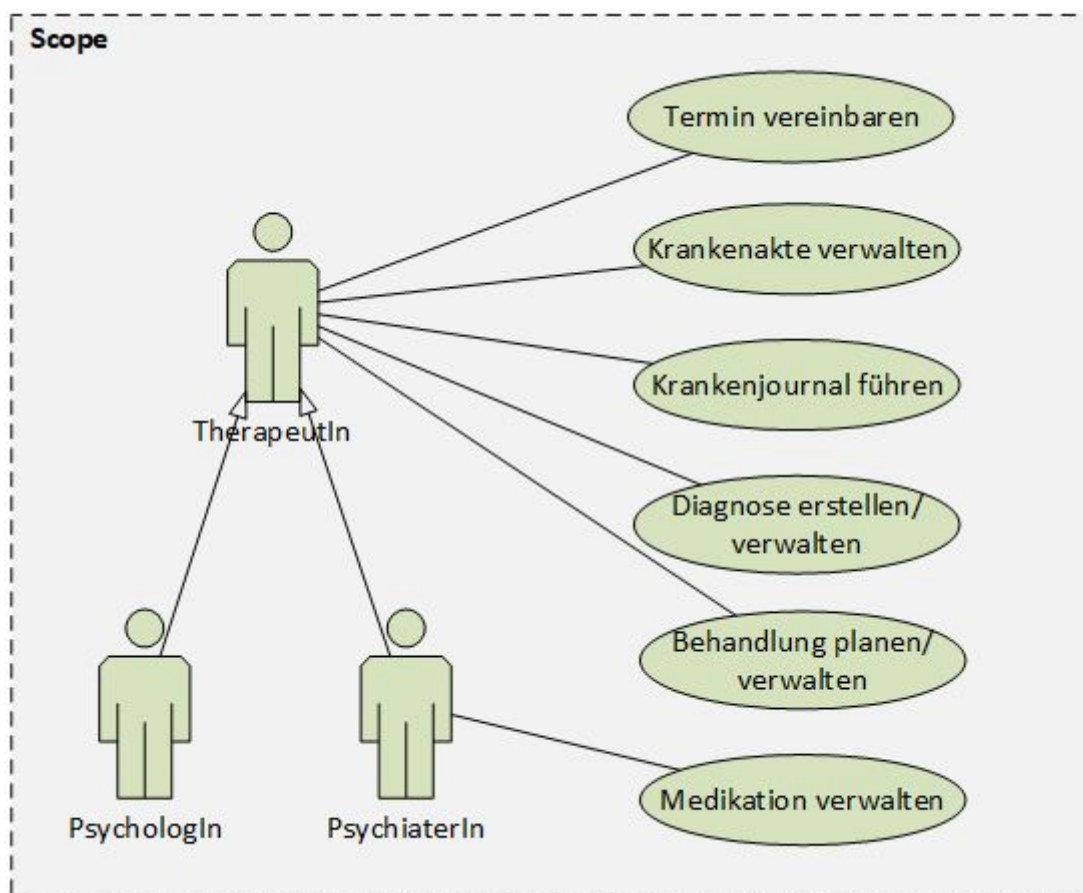 Scope
Termin vereinbaren
Krankenakte verwalten
Krankenjournal führen
TherapeutIn
Diagnose erstellen/
verwalten
Behandlung planen/
verwalten
Medikation verwalten
PsychologIn
PsychiaterIn